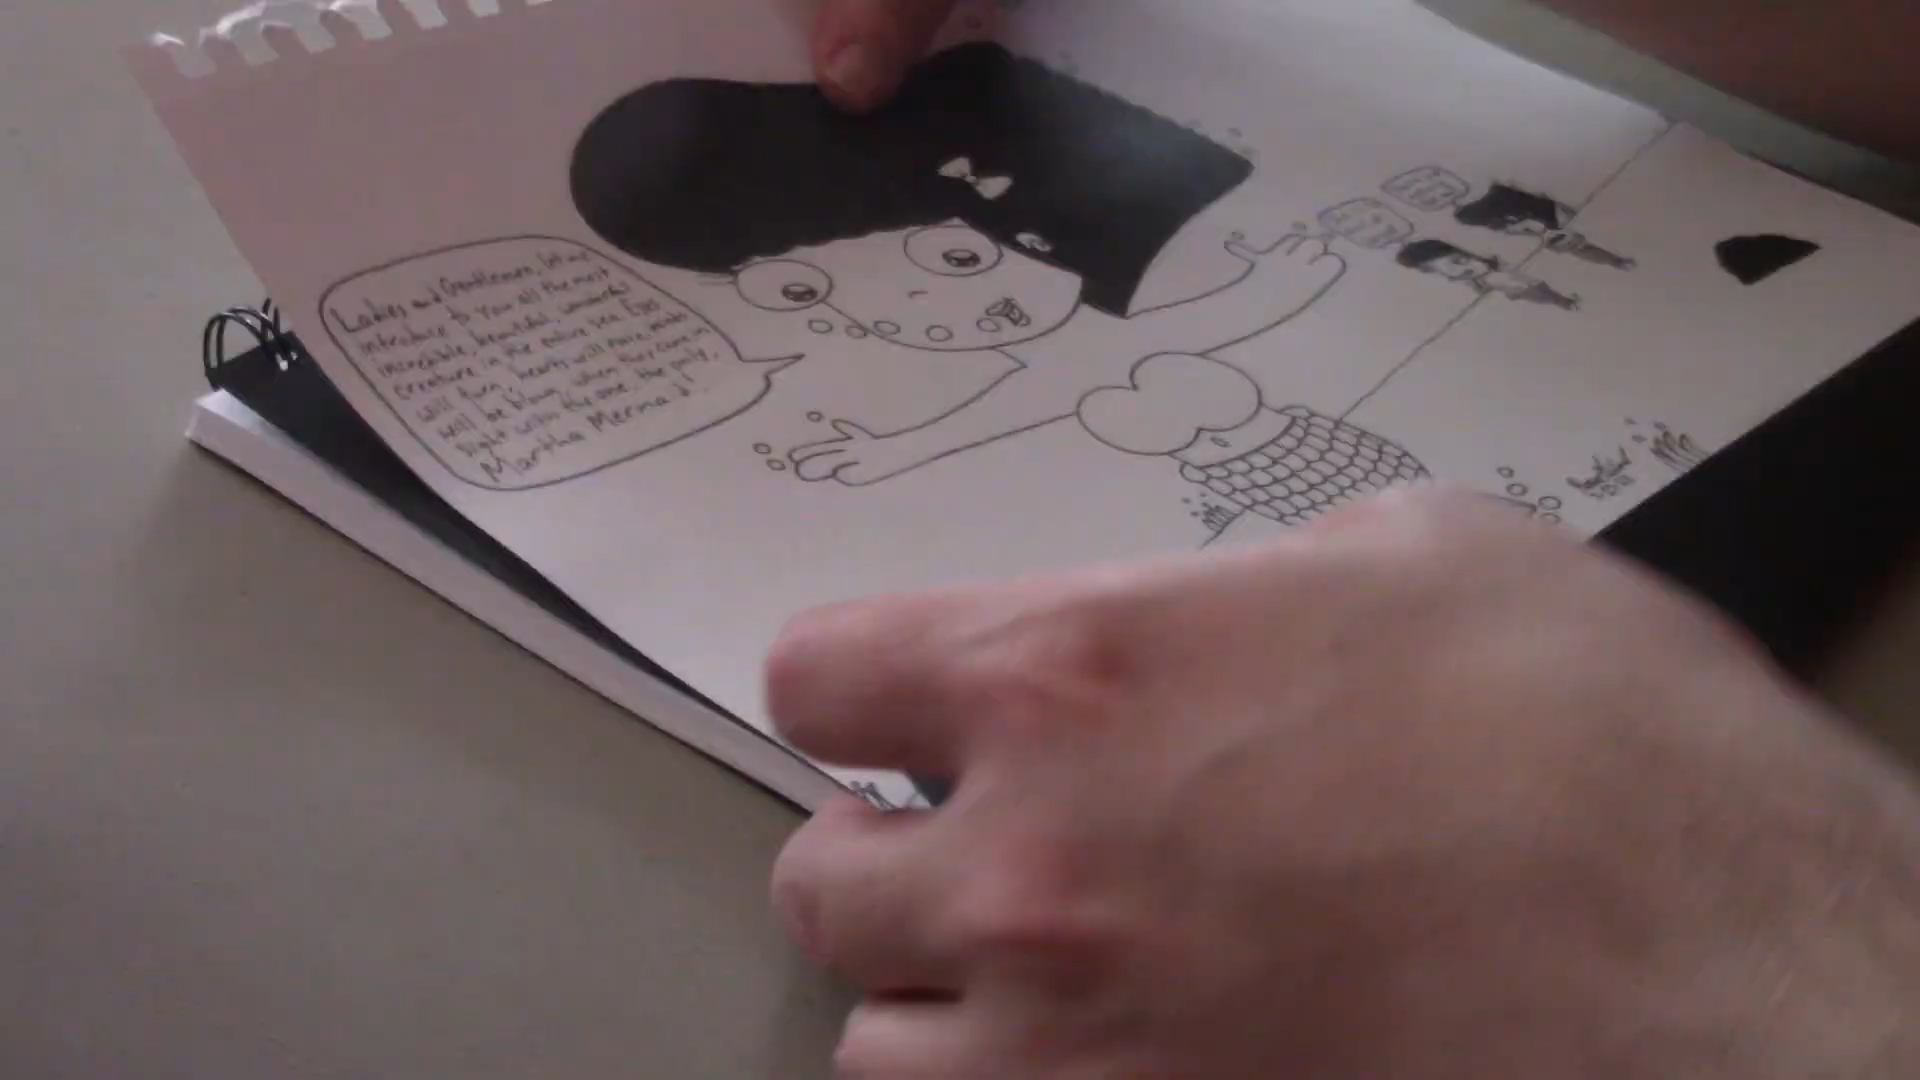 Ladies and Gentlemen, let me
introduce to you all the most
incredible, beautiful, wonderful
creature in the entire sea. Eyes
will turn, hearts will race, minds
will be blown, when they come in
sight with the one, the only,
Martha Mermaid!